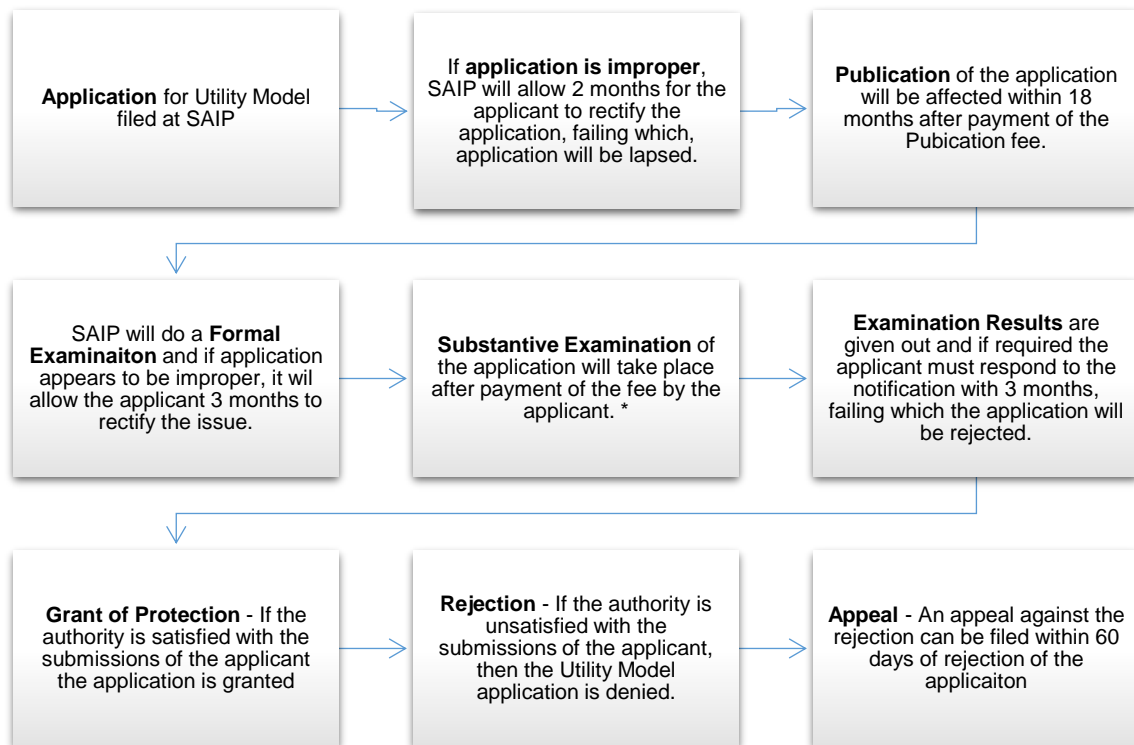 Application for Utility Model
filed at SAIP
If application is improper,
SAIP will allow 2 months for
the applicant to rectify the
application, failing which,
application will be lapsed.
Publication of the application
will be affected within 18
months after payment of the
Pubication fee.
SAIP will do a Formal
Examinaiton and if application
appears to be improper, it wil
allow the applicant 3 months to
rectify the issue.
Substantive Examination of
the application will take place
after payment of the fee by the
applicant. *
Examination Results are
given out and if required the
applicant must respond to the
notification with 3 months,
failing which the application will
be rejected.
Grant of Protection - If the
authority is satisfied with the
submissions of the applicant
the application is granted
Rejection - If the authority is
unsatisfied with the
submissions of the applicant,
then the Utility Model
application is denied.
Appeal - An appeal against the
rejection can be filed within 60
days of rejection of the
applicaiton